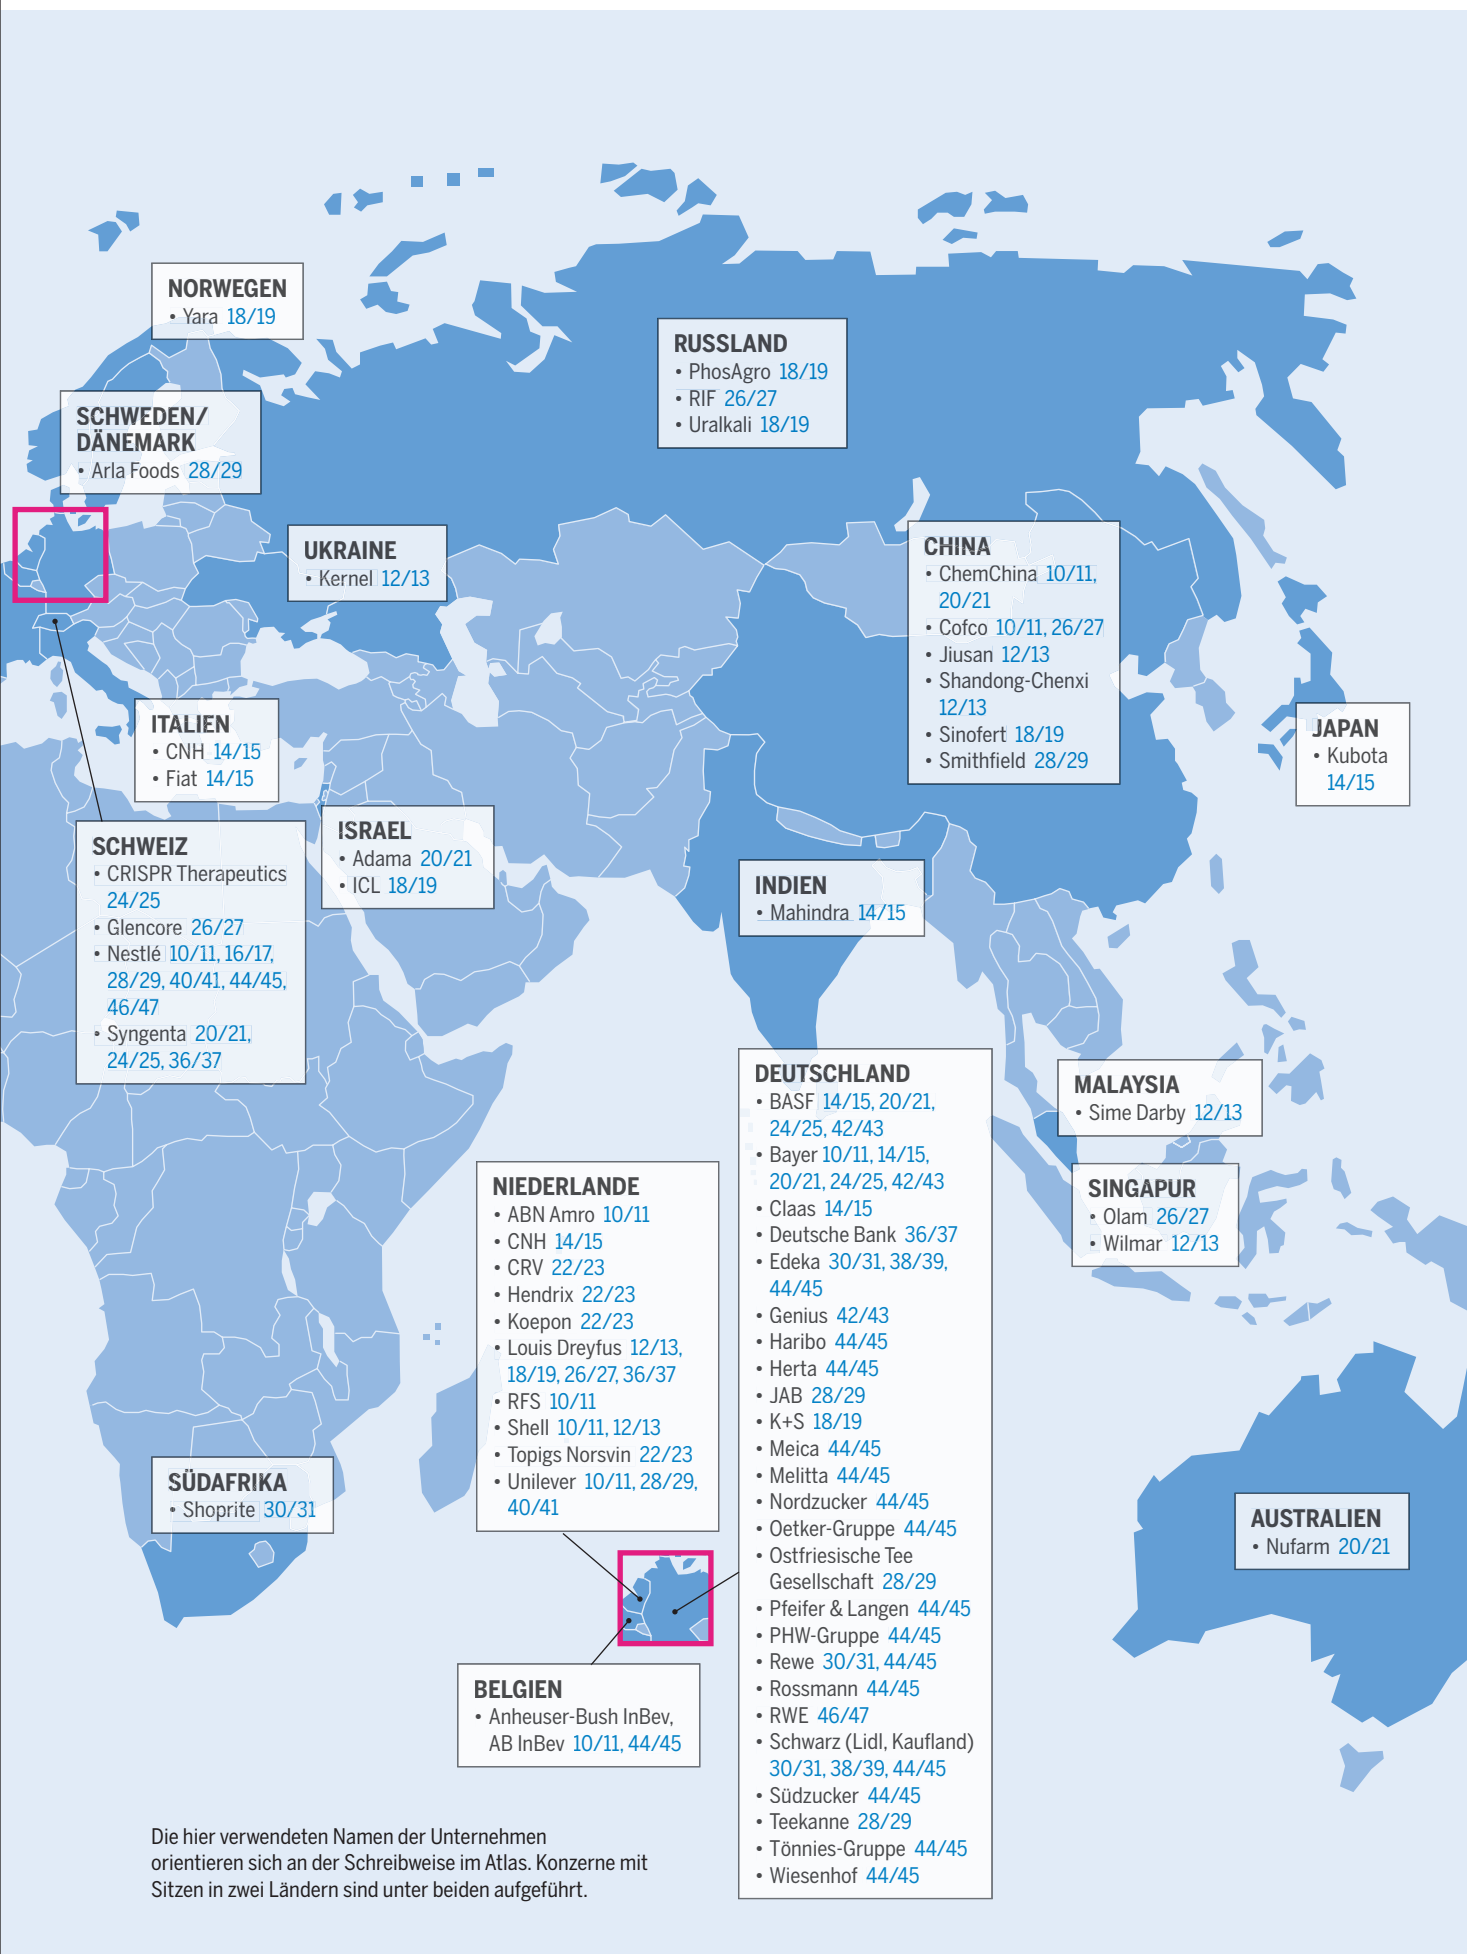 NORWEGEN
• Yara 18/19
SCHWEDEN/
DÄNEMARK
• Arla Foods 28/29
RUSSLAND
• PhosAgro 18/19
• RIF 26/27
• Uralkali 18/19
UKRAINE
• Kernel 12/13
CHINA
• ChemChina 10/11,
20/21
• Cofco 10/11, 26/27
• Jiusan 12/13
• Shandong-Chenxi
12/13
• Sinofert 18/19
• Smithfield 28/29
ITALIEN
• CNH 14/15
• Fiat 14/15
JAPAN
• Kubota
14/15
SCHWEIZ
• CRISPR Therapeutics
24/25
• Glencore 26/27
• Nestlé 10/11, 16/17,
28/29, 40/41, 44/45,
46/47
• Syngenta 20/21,
24/25, 36/37
ISRAEL
• Adama 20/21
• ICL 18/19
INDIEN
• Mahindra 14/15
MALAYSIA
• Sime Darby 12/13
SINGAPUR
• Olam 26/27
• Wilmar 12/13
NIEDERLANDE
• ABN Amro 10/11
• CNH 14/15
• CRV 22/23
• Hendrix 22/23
• Koepon 22/23
• Louis Dreyfus 12/13,
18/19, 26/27, 36/37
• RFS 10/11
• Shell 10/11, 12/13
• Topigs Norsvin 22/23
• Unilever 10/11, 28/29,
40/41
DEUTSCHLAND
• BASF 14/15, 20/21,
24/25, 42/43
• Bayer 10/11, 14/15,
20/21, 24/25, 42/43
• Claas 14/15
• Deutsche Bank 36/37
• Edeka 30/31, 38/39,
44/45
• Genius 42/43
• Haribo 44/45
• Herta 44/45
• JAB 28/29
• K+S 18/19
• Meica 44/45
• Melitta 44/45
• Nordzucker 44/45
• Oetker-Gruppe 44/45
• Ostfriesische Tee
Gesellschaft 28/29
• Pfeifer & Langen 44/45
• PHW-Gruppe 44/45
• Rewe 30/31, 44/45
• Rossmann 44/45
• RWE 46/47
• Schwarz (Lidl, Kaufland)
30/31, 38/39, 44/45
• Südzucker 44/45
• Teekanne 28/29
• Tönnies-Gruppe 44/45
• Wiesenhof 44/45
SÜDAFRIKA
• Shoprite 30/31
AUSTRALIEN
• Nufarm 20/21
BELGIEN
• Anheuser-Bush InBev,
AB InBev 10/11, 44/45
Die hier verwendeten Namen der Unternehmen
orientieren sich an der Schreibweise im Atlas. Konzerne mit
Sitzen in zwei Ländern sind unter beiden aufgeführt.